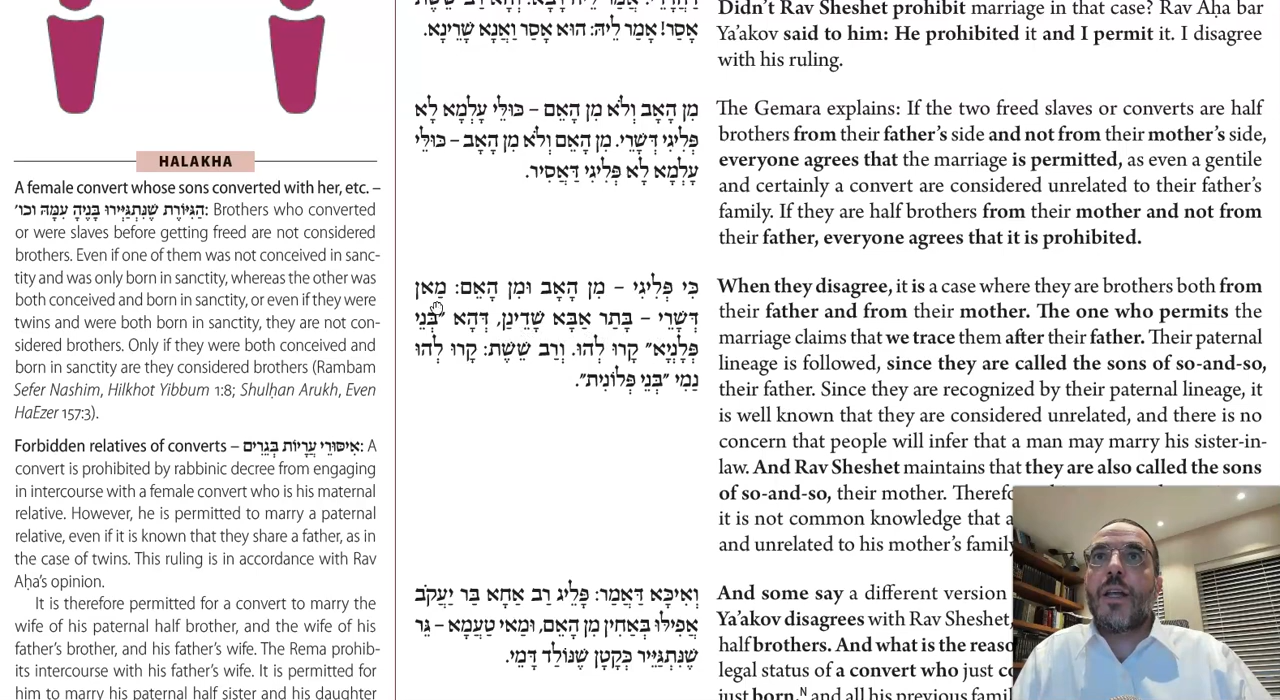 HALAKHA
A female convert whose sons converted with her, etc. –
הַגִּיּוֹרֶת שֶׁנִּתְגַּיְּירוּ בָּנֶיהָ עִמָּהּ וכו׳: Brothers who converted
or were slaves before getting freed are not considered
brothers. Even if one of them was not conceived in sanc-
tity and was only born in sanctity, whereas the other was
both conceived and born in sanctity, or even if they were
twins and were both born in sanctity, they are not con-
sidered brothers. Only if they were both conceived and
born in sanctity are they considered brothers (Rambam
Sefer Nashim, Hilkhot Yibbum 1:8; Shulḥan Arukh, Even
HaEzer 157:3).
Forbidden relatives of converts – אִיסּוּרֵי עֲרָיוֹת בְּגֵרִים: A
convert is prohibited by rabbinic decree from engaging
in intercourse with a female convert who is his maternal
relative. However, he is permitted to marry a paternal
relative, even if it is known that they share a father, as in
the case of twins. This ruling is in accordance with Rav
Aḥa's opinion.
It is therefore permitted for a convert to marry the
wife of his paternal half brother, and the wife of his
father's brother, and his father's wife. The Rema prohib-
its intercourse with his father's wife. It is permitted for
him to marry his paternal half sister and his daughter
אָסַר! אָמַר לֵיהּ: הוּא אָסַר וַאֲנָא שָׁרֵינָא.
מִן הָאָב וְלֹא מִן הָאֵם – כּוּלֵּי עָלְמָא לָא
פְּלִיגִי דְּשָׁרֵי. מִן הָאֵם וְלֹא מִן הָאָב – כּוּלֵּי
עָלְמָא לָא פְּלִיגִי דַּאֲסִיר.
כִּי פְּלִיגִי – מִן הָאָב וּמִן הָאֵם: מַאן
דְּשָׁרֵי – בָּתַר אַבָּא שָׁדֵינַן, דְּהָא ״בְּנֵי
פְּלָנְיָא״ קָרוּ לְהוּ. וְרַב שֵׁשֶׁת: קָרוּ לְהוּ
נַמִי ״בְּנֵי פְּלוֹנִית״.
וְאִיכָּא דְּאָמַר: פָּלֵיג רַב אַחָא בַּר יַעֲקֹב
אֲפִילּוּ בְּאַחִין מִן הָאֵם, וּמַאי טַעְמָא – גֵּר
שֶׁנִּתְגַּיֵּיר כְּקָטָן שֶׁנּוֹלַד דָּמֵי.
Didn't Rav Sheshet prohibit marriage in that case? Rav Aḥa bar
Ya'akov said to him: He prohibited it and I permit it. I disagree
with his ruling.
The Gemara explains: If the two freed slaves or converts are half
brothers from their father's side and not from their mother's side,
everyone agrees that the marriage is permitted, as even a gentile
and certainly a convert are considered unrelated to their father's
family. If they are half brothers from their mother and not from
their father, everyone agrees that it is prohibited.
When they disagree, it is a case where they are brothers both from
their father and from their mother. The one who permits the
marriage claims that we trace them after their father. Their paternal
lineage is followed, since they are called the sons of so-and-so,
their father. Since they are recognized by their paternal lineage, it
is well known that they are considered unrelated, and there is no
concern that people will infer that a man may marry his sister-in-
law. And Rav Sheshet maintains that they are also called the sons
of so-and-so, their mother.
it is not common knowledge that a
and unrelated to his mother's family
And some say a different version
Ya'akov disagrees with Rav Sheshet,
half brothers. And what is the
legal status of a convert who just
just born,N and all his previous